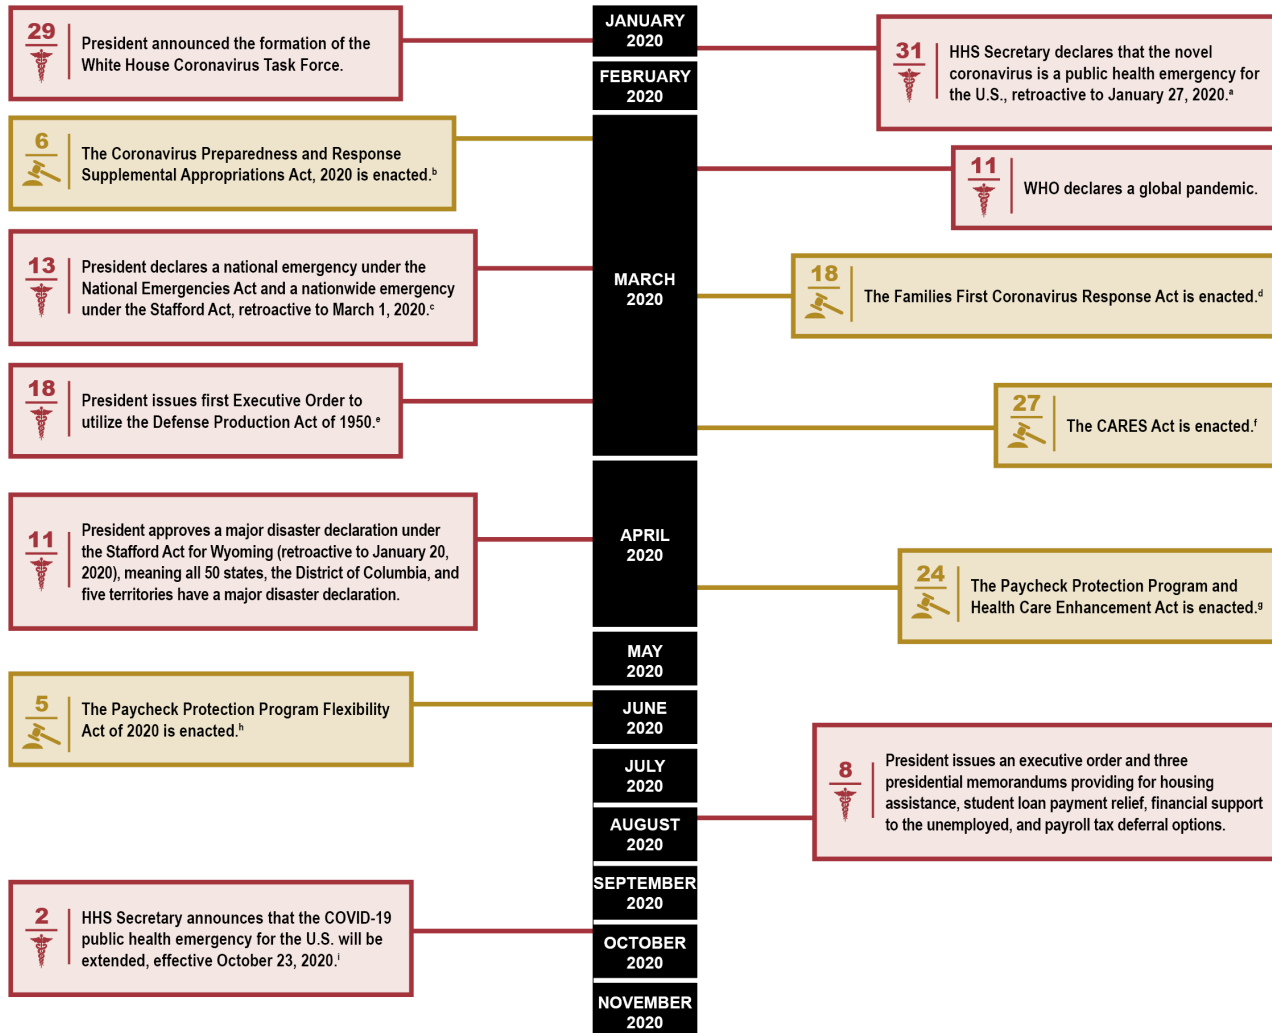 JANUARY
2020
29
President announced the formation of the
White House Coronavirus Task Force.
31
HHS Secretary declares that the novel
coronavirus is a public health emergency for
the U.S., retroactive to January 27, 2020.ᵃ
FEBRUARY
2020
6
The Coronavirus Preparedness and Response
Supplemental Appropriations Act, 2020 is enacted.ᵇ
11
WHO declares a global pandemic.
MARCH
2020
13
President declares a national emergency under the
National Emergencies Act and a nationwide emergency
under the Stafford Act, retroactive to March 1, 2020.ᶜ
18
The Families First Coronavirus Response Act is enacted.ᵈ
18
President issues first Executive Order to
utilize the Defense Production Act of 1950.ᵉ
27
The CARES Act is enacted.ᶠ
APRIL
2020
11
President approves a major disaster declaration under
the Stafford Act for Wyoming (retroactive to January 20,
2020), meaning all 50 states, the District of Columbia, and
five territories have a major disaster declaration.
24
The Paycheck Protection Program and
Health Care Enhancement Act is enacted.ᵍ
MAY
2020
5
The Paycheck Protection Program Flexibility
Act of 2020 is enacted.ʰ
JUNE
2020
JULY
2020
8
President issues an executive order and three
presidential memorandums providing for housing
assistance, student loan payment relief, financial support
to the unemployed, and payroll tax deferral options.
AUGUST
2020
SEPTEMBER
2020
2
HHS Secretary announces that the COVID-19
public health emergency for the U.S. will be
extended, effective October 23, 2020.ⁱ
OCTOBER
2020
NOVEMBER
2020